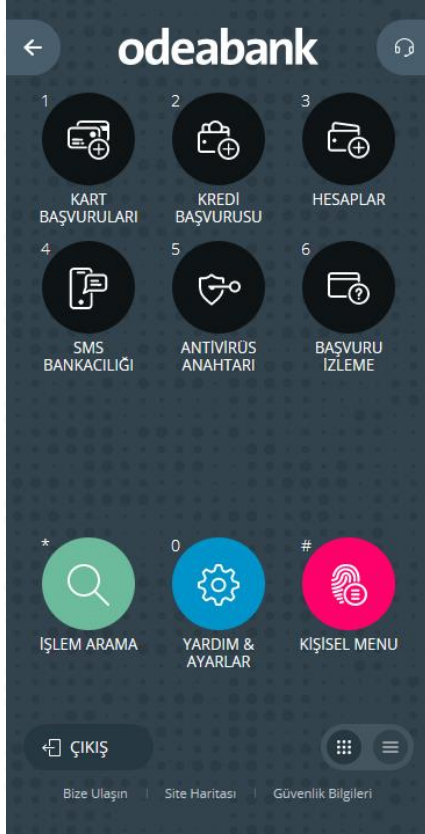 odeabank
1 2 3
KART BAŞVURULARI
KREDİ BAŞVURUSU
HESAPLAR
4 5 6
SMS BANKACILIĞI
ANTİVİRÜS ANAHTARI
BAŞVURU İZLEME
* 0 #
İŞLEM ARAMA
YARDIM & AYARLAR
KİŞİSEL MENU
ÇIKIŞ
Bize Ulaşın | Site Haritası | Güvenlik Bilgileri